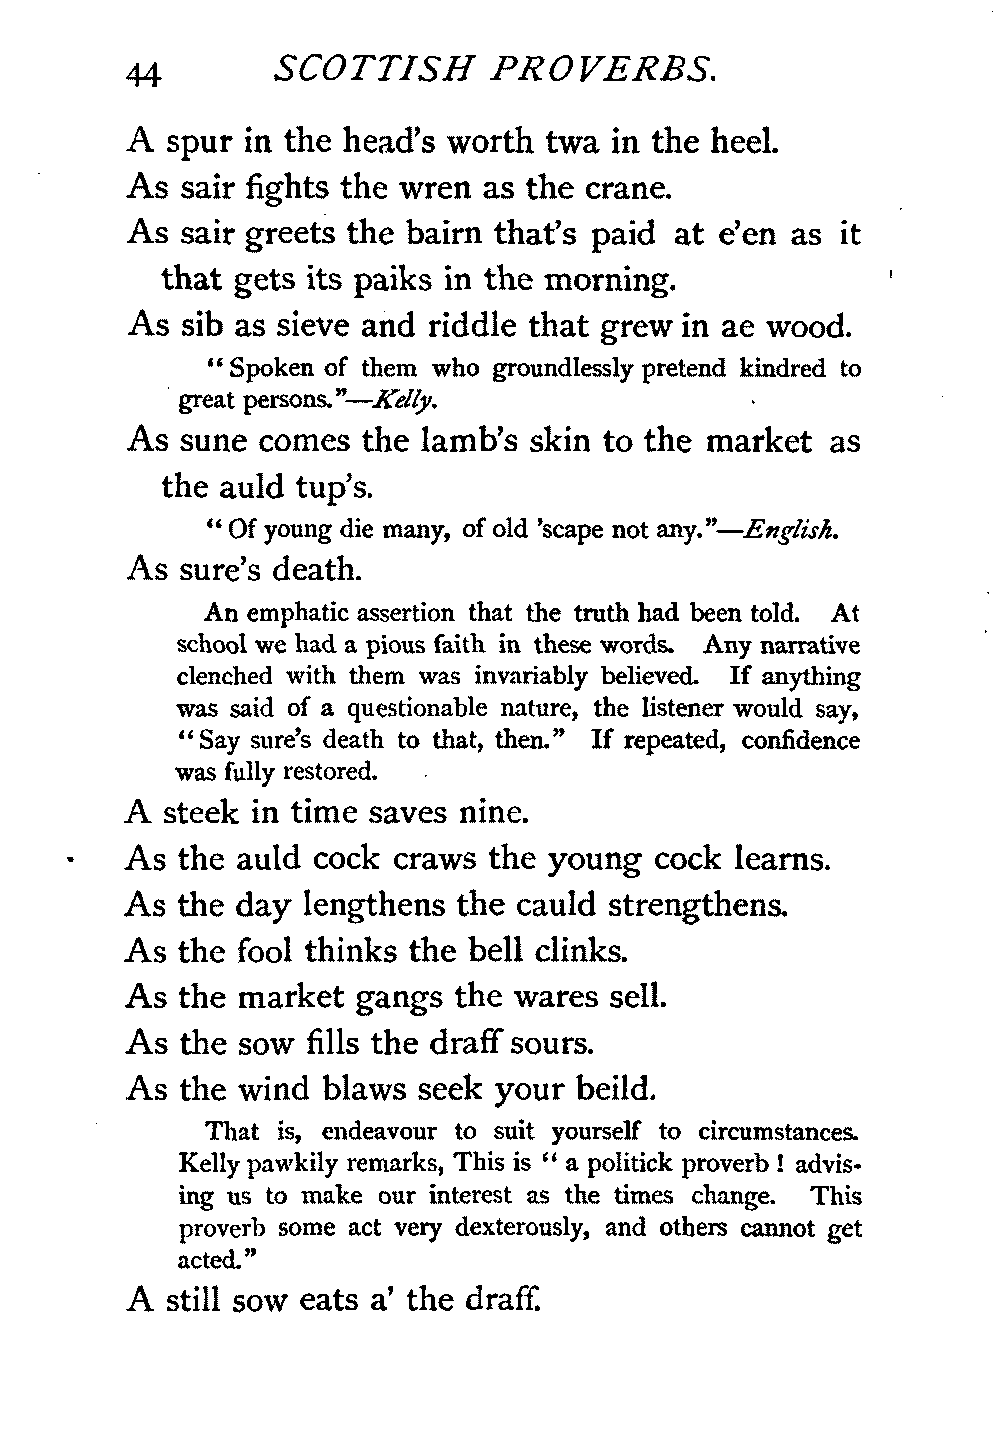 44 SCOTTISH PROVERBS.
A spur in the head's worth twa in the heel.
As sair fights the wren as the crane.
As sair greets the bairn that's paid at e'en as it
that gets its paiks in the morning.
As sib as sieve and riddle that grew in ae wood.
"Spoken of them who groundlessly pretend kindred to
great persons."—Kelly.
As sune comes the lamb's skin to the market as
the auld tup's.
"Of young die many, of old 'scape not any."—English.
As sure's death.
An emphatic assertion that the truth had been told. At
school we had a pious faith in these words. Any narrative
clenched with them was invariably believed. If anything
was said of a questionable nature, the listener would say,
"Say sure's death to that, then." If repeated, confidence
was fully restored.
A steek in time saves nine.
As the auld cock craws the young cock learns.
As the day lengthens the cauld strengthens.
As the fool thinks the bell clinks.
As the market gangs the wares sell.
As the sow fills the draff sours.
As the wind blaws seek your beild.
That is, endeavour to suit yourself to circumstances.
Kelly pawkily remarks, This is "a politick proverb! advis-
ing us to make our interest as the times change. This
proverb some act very dexterously, and others cannot get
acted."
A still sow eats a' the draff.